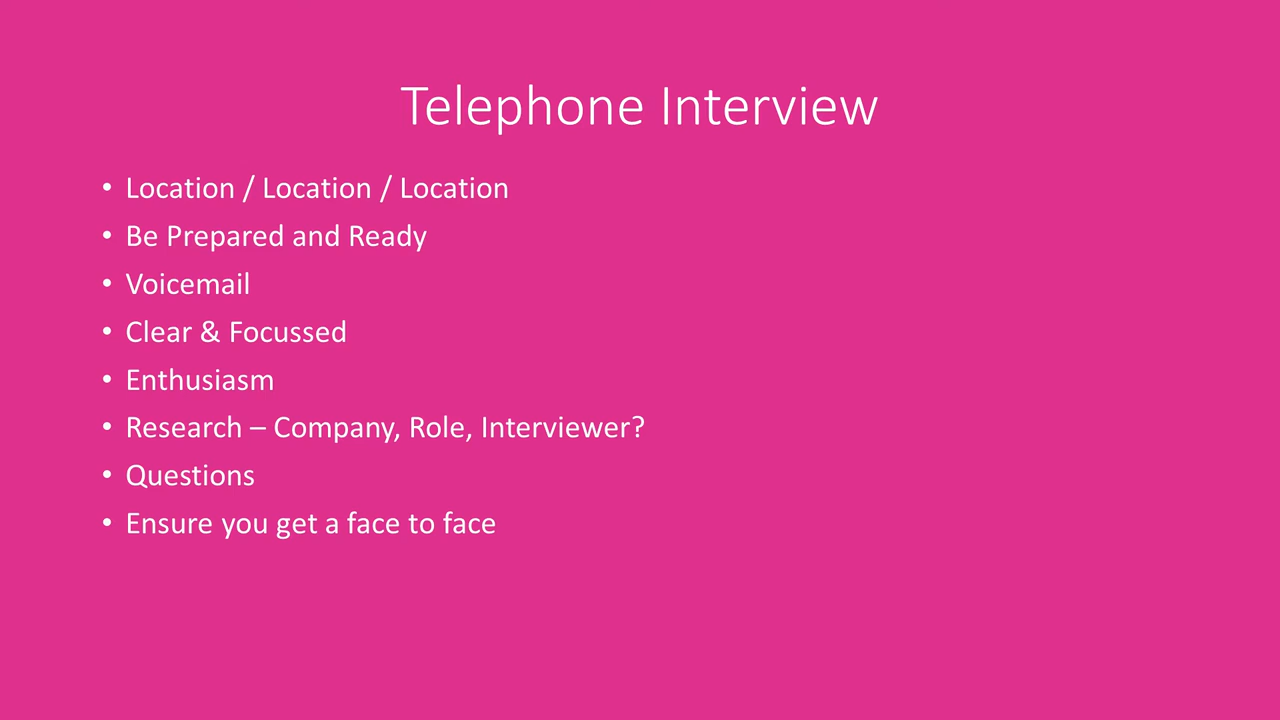 Telephone Interview
• Location / Location / Location
• Be Prepared and Ready
• Voicemail
• Clear & Focussed
• Enthusiasm
• Research – Company, Role, Interviewer?
• Questions
• Ensure you get a face to face